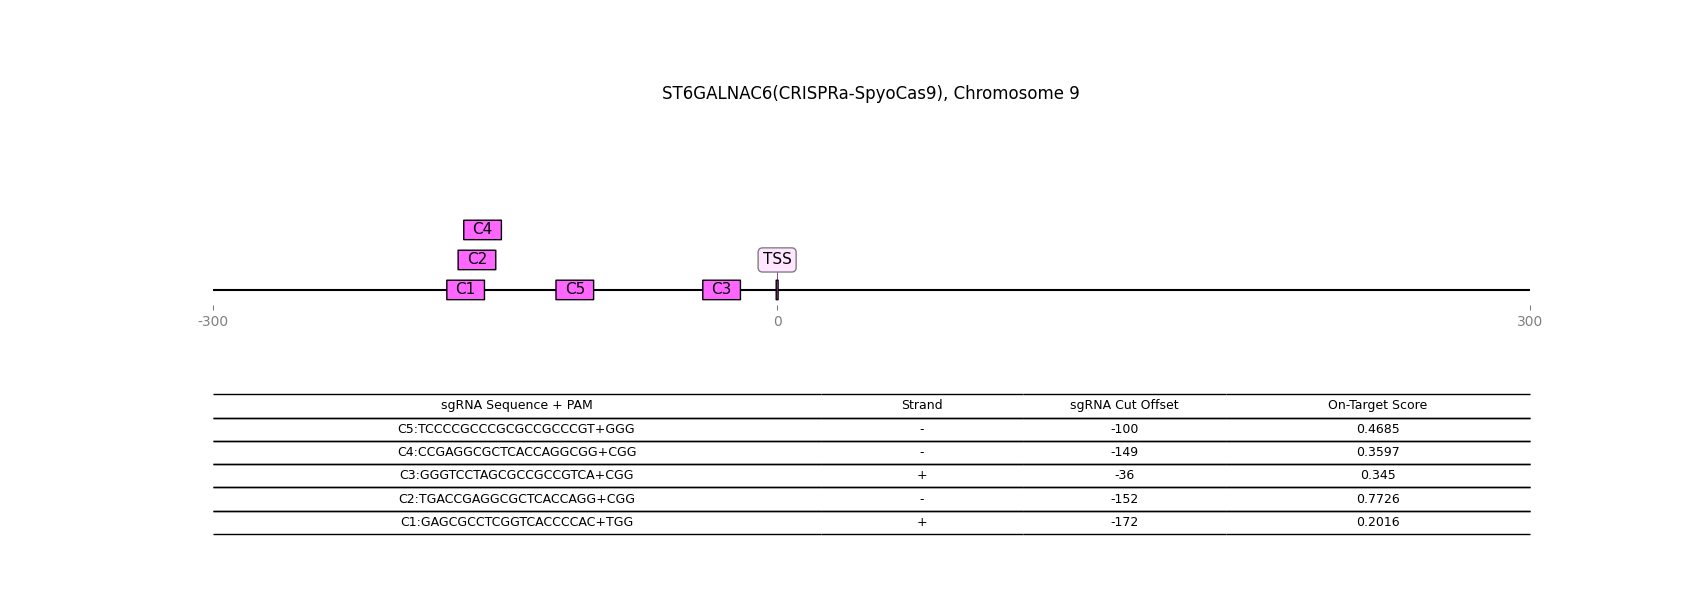 ST6GALNAC6(CRISPRa-SpyoCas9), Chromosome 9
C4
C2 TSS
C1 C5 C3
-300 0 300
sgRNA Sequence + PAM Strand sgRNA Cut Offset On-Target Score
C5:TCCCCGCCCGCGCCGCCCGT+GGG - -100 0.4685
C4:CCGAGGCGCTCACCAGGCGG+CGG - -149 0.3597
C3:GGGTCCTAGCGCCGCCGTCA+CGG + -36 0.345
C2:TGACCGAGGCGCTCACCAGG+CGG - -152 0.7726
C1:GAGCGCCTCGGTCACCCCAC+TGG + -172 0.2016